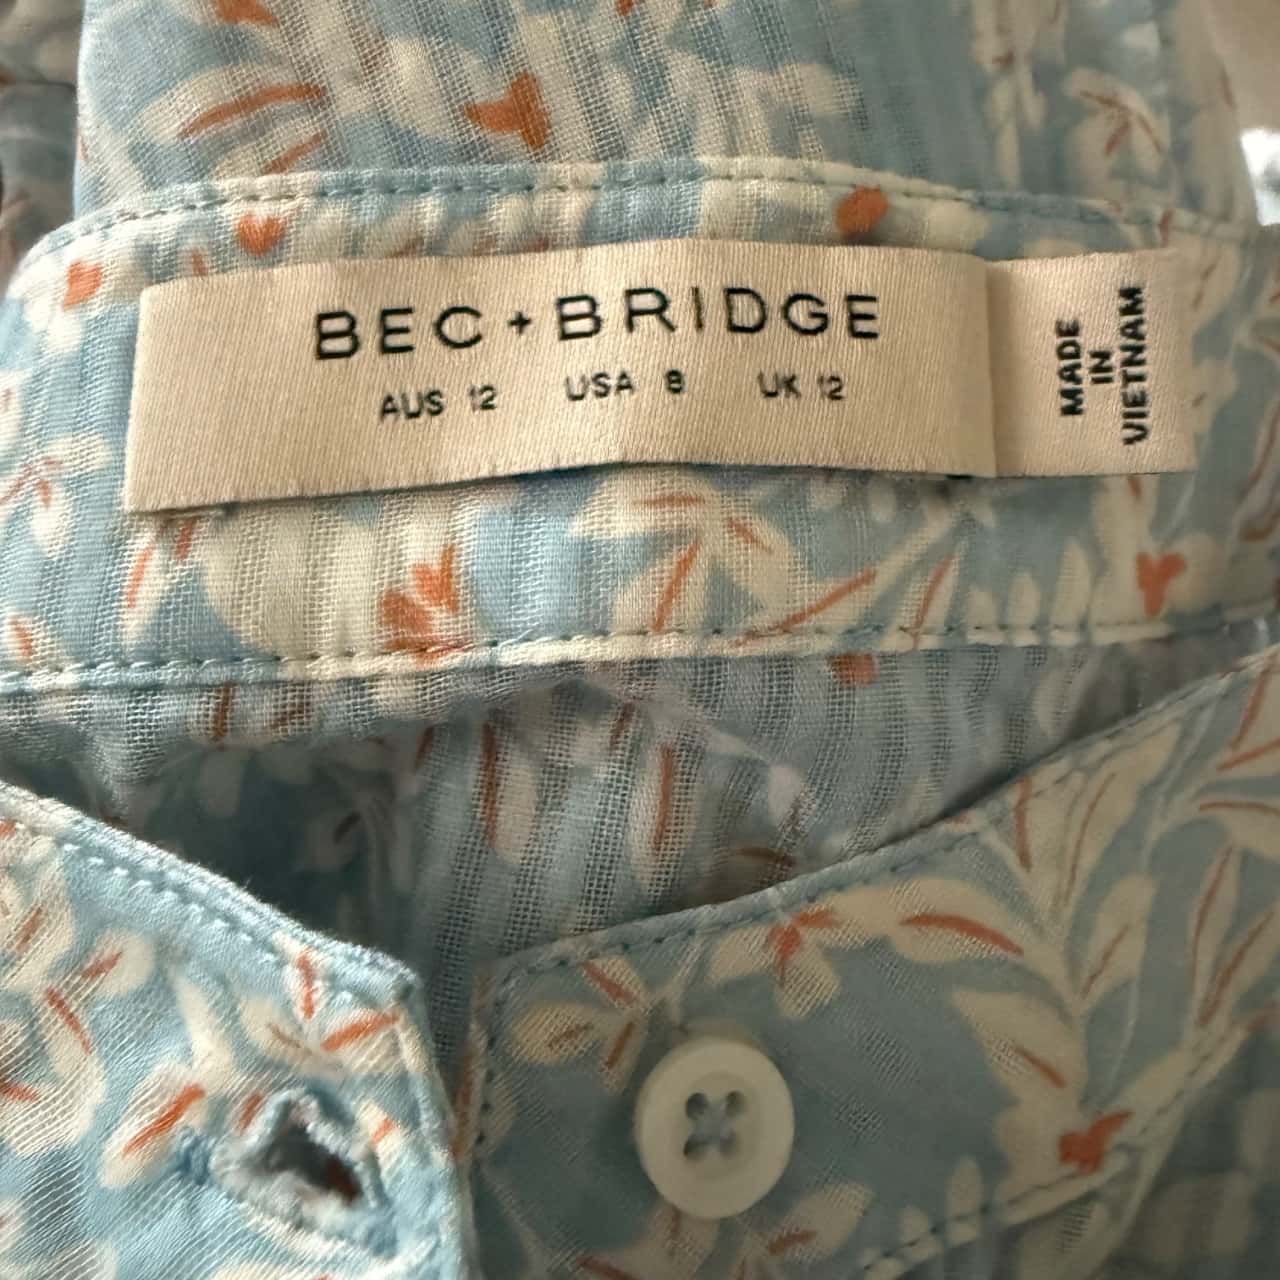 BEC + BRIDGE
AUS 12 USA 8 UK 12
MADE
IN
VIETNAM